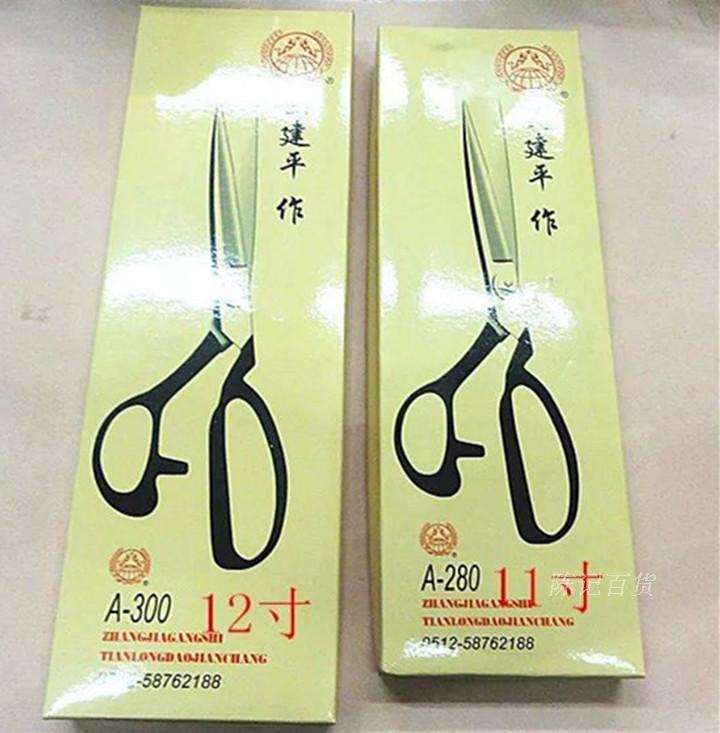 建平 作
A-300
12寸
ZHANGJIAGANGSHI
TIANLONGDAOJIANCHANG
-58762188
建平 作
A-280
11寸
陈记百货
ZHANGJIAGANGSHI
TIANLONGDAOJIANCHANG
0512-58762188